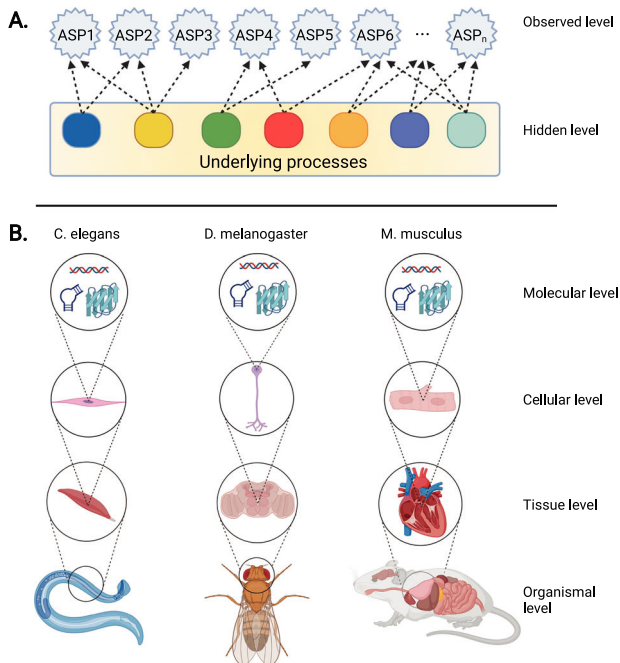 A.
Observed level
ASP1 ASP2 ASP3 ASP4 ASP5 ASP6 ... ASPn
Hidden level
Underlying processes
B.
C. elegans D. melanogaster M. musculus
Molecular level
Cellular level
Tissue level
Organismal
level